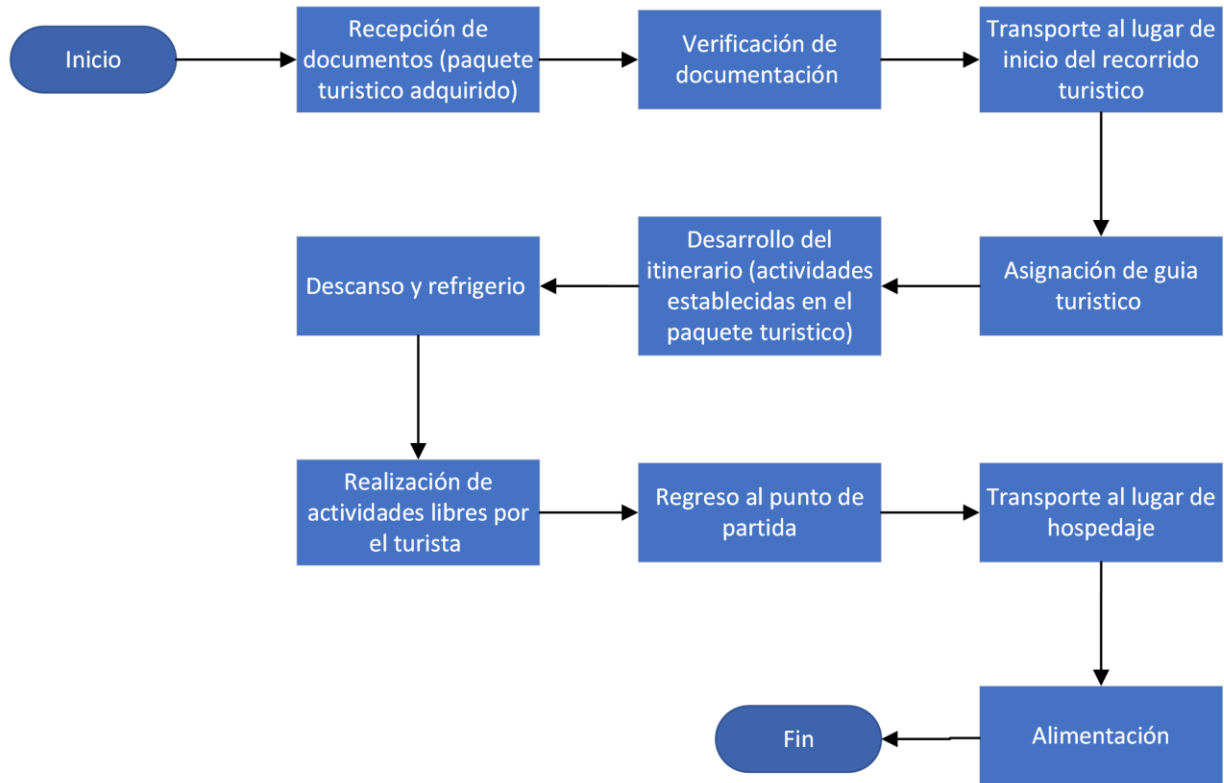 Inicio
Recepción de
documentos (paquete
turistico adquirido)
Verificación de
documentación
Transporte al lugar de
inicio del recorrido
turistico
Asignación de guia
turistico
Desarrollo del
itinerario (actividades
establecidas en el
paquete turistico)
Descanso y refrigerio
Realización de
actividades libres por
el turista
Regreso al punto de
partida
Transporte al lugar de
hospedaje
Alimentación
Fin